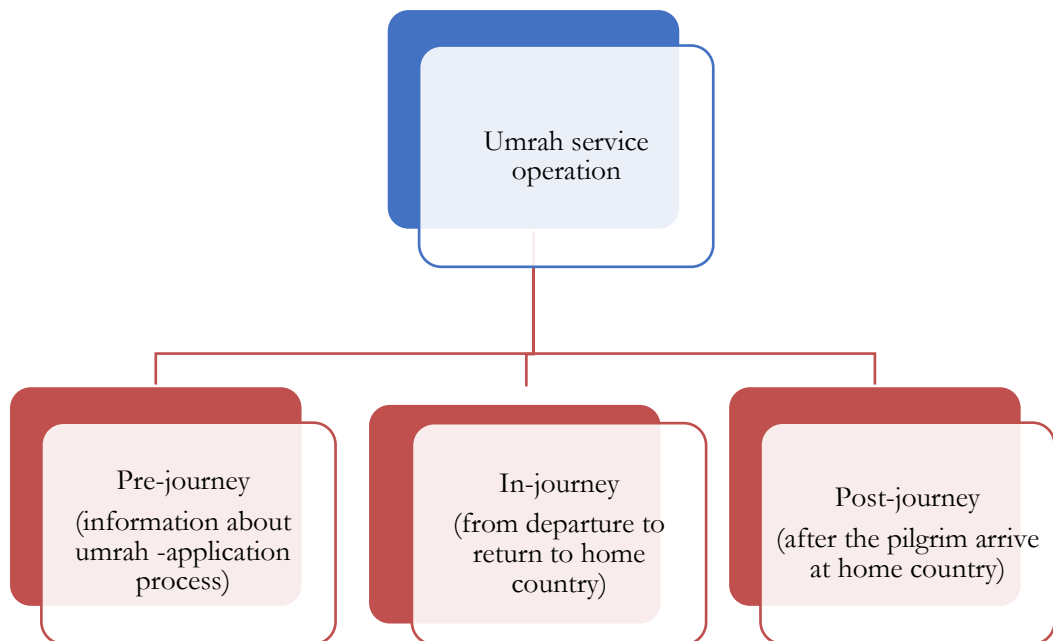 Umrah service
operation
Pre-journey
(information about
umrah -application
process)
In-journey
(from departure to
return to home
country)
Post-journey
(after the pilgrim arrive
at home country)